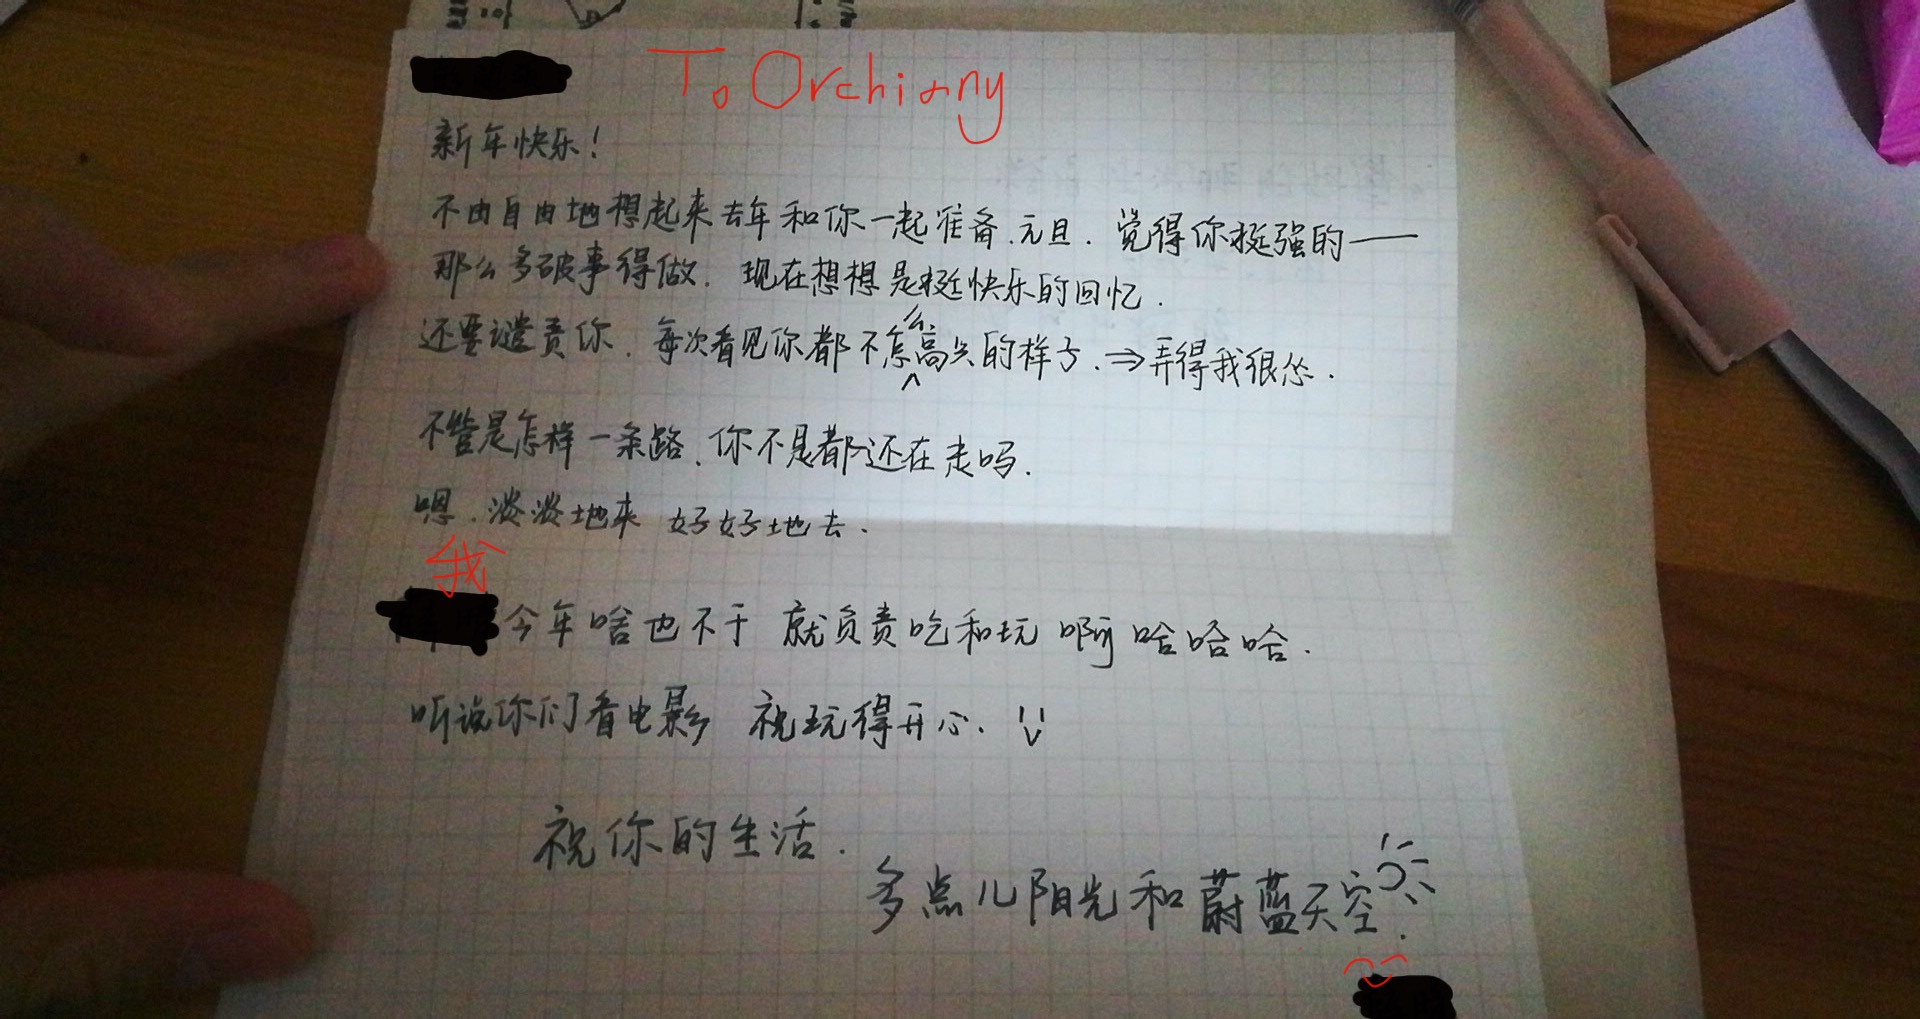 To Orchiany
新年快乐!
不由自由地想起来去年和你一起准备.元旦.觉得你挺强的——
那么多破事得做.现在想想是挺快乐的回忆.
还要谴责你.每次看见你都不怎么高兴的样子.⇒弄得我很怂.
不管是怎样一条路.你不是都还在走吗.
嗯.淡淡地来 好好地去.
我
今年啥也不干 就负责吃和玩 啊哈哈哈.
听说你们看电影 祝玩得开心.
祝你的生活.
多点儿阳光和蔚蓝天空.